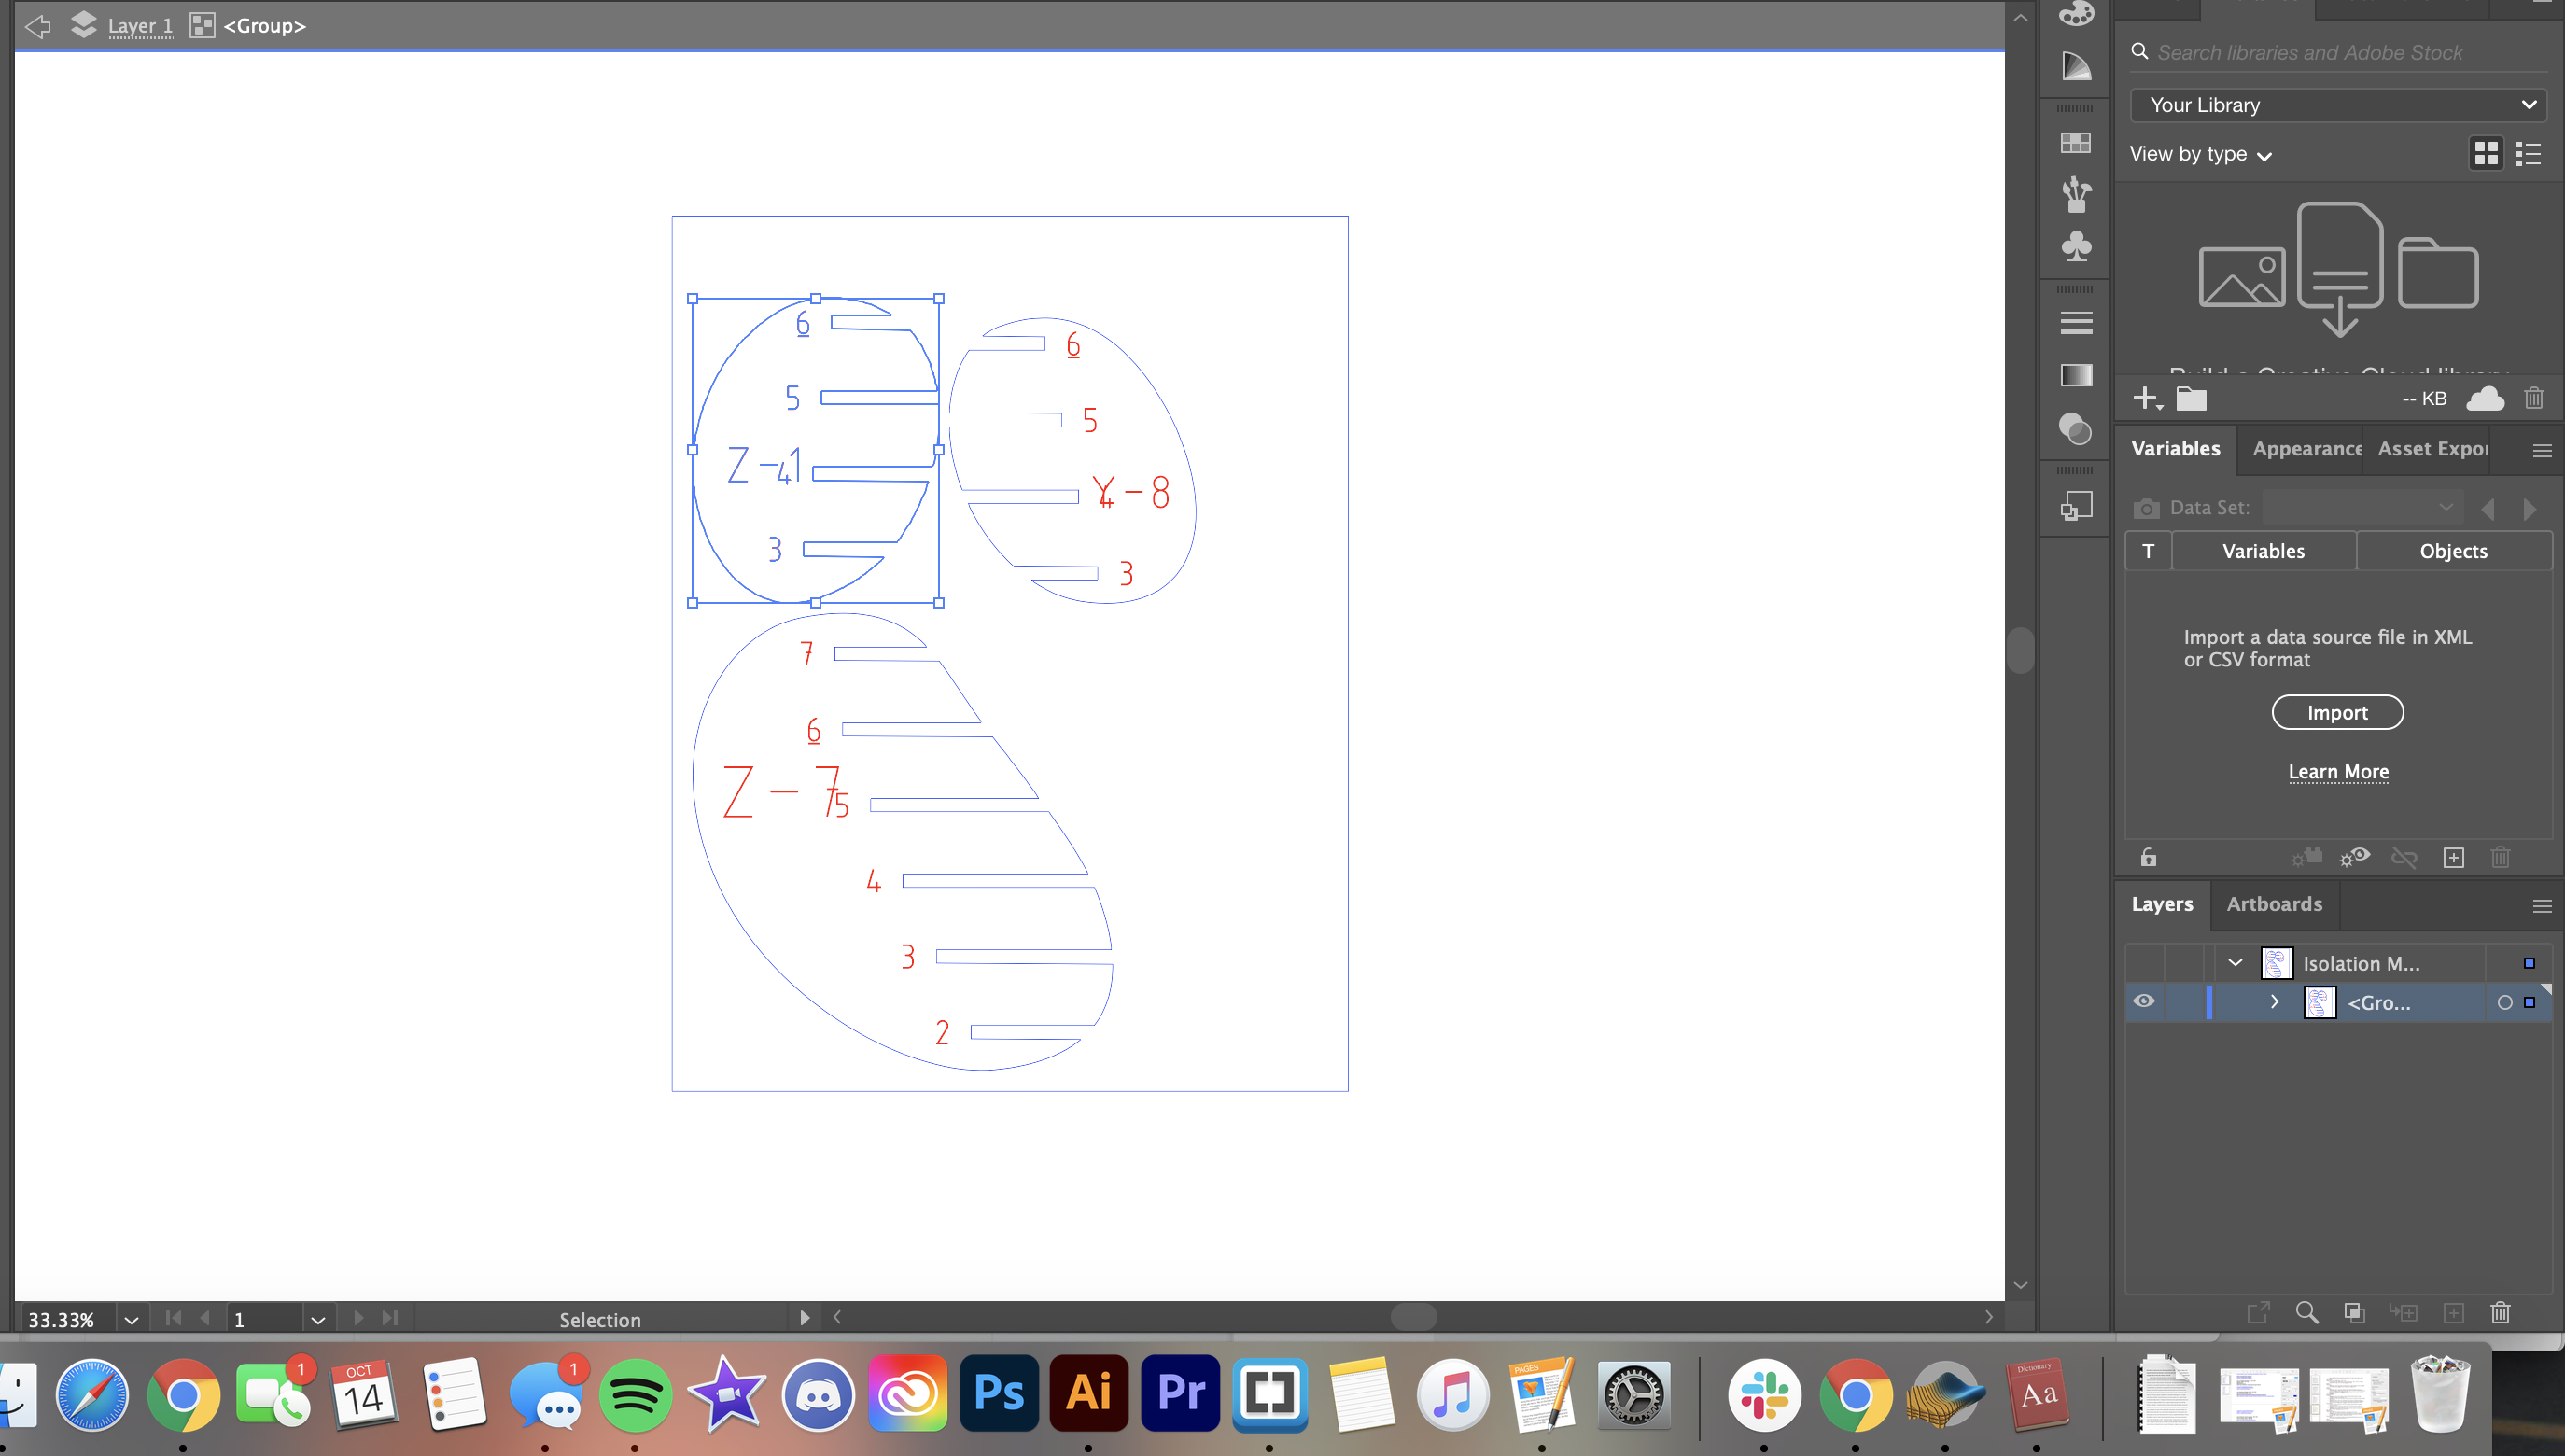 Layer 1 <Group>
6
5
Z-1
4
3
6
5
Y-8
4
3
7
6
Z-7
5
4
3
2
Search libraries and Adobe Stock
Your Library
View by type
-- KB
Variables Appearance Asset Expo
Data Set:
T Variables Objects
Import a data source file in XML
or CSV format
Import
Learn More
Layers Artboards
Isolation M...
<Gro...
33.33% 1 Selection
1
OCT
14
1
Ps Ai Pr
PAGES
Dictionary
Aa